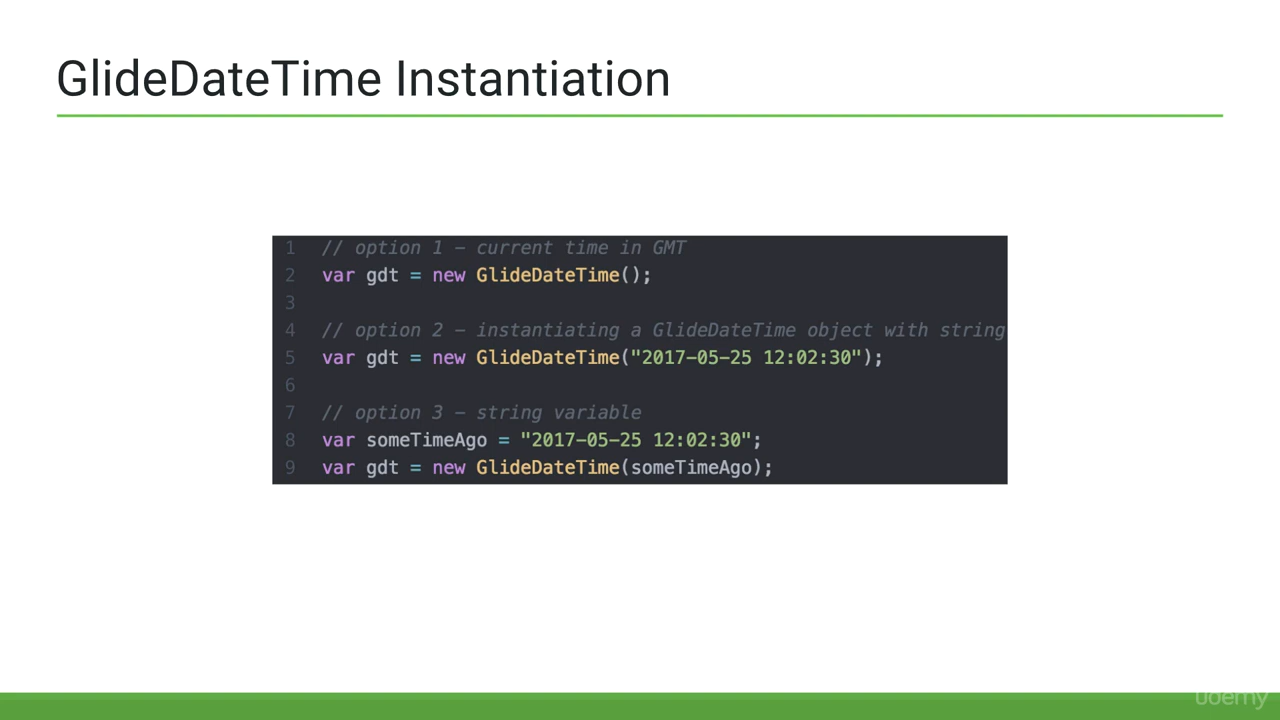 GlideDateTime Instantiation
1 // option 1 - current time in GMT
2 var gdt = new GlideDateTime();
3
4 // option 2 - instantiating a GlideDateTime object with string
5 var gdt = new GlideDateTime("2017-05-25 12:02:30");
6
7 // option 3 - string variable
8 var someTimeAgo = "2017-05-25 12:02:30";
9 var gdt = new GlideDateTime(someTimeAgo);
udemy